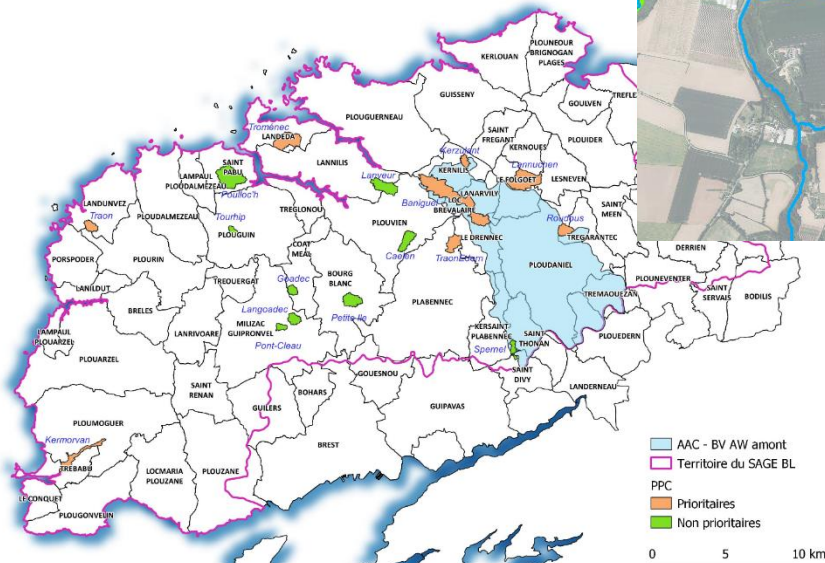 PLOUNEOUR
BRIGNOGAN
PLAGES
KERLOUAN
GUISSENY
GOULVEN
TREFLE
PLOUGUERNEAU
SAINT
FREGANT
PLOUIDER
KERNOUES
Tromenec
LANDEDA
LANNILIS
Kerzulant
KERNILIS
Lannuchen
LE FOLGOET
LESNEVEN
SAINT
PABU
Poulloc'h
Lanveur
LANARVILY
Baniguel
LOC
BREVALAIRE
SAINT
MEEN
LAMPAUL
PLOUDALMEZEAU
LANDUNVEZ
Traon
PLOUDALMEZEAU
Tourhip
PLOUGUIN
TREGLONOU
PLOUVIEN
Roudous
TREGARANTEC
COAT
MEAL
Caelen
LE DRENNEC
TraonEdern
DERRIEN
PORSPODER
PLOURIN
PLOUDANIEL
PLOUNEVENTER
TREOUERGAT
Goadec
BOURG
BLANC
LANILDUT
TREMAOUEZAN
SAINT
SERVAIS
BODILIS
BRELES
Langoadec
Petite Ile
PLABENNEC
LANRIVOARE
MILIZAC
GUIPRONVEL
KERSAINT
PLABENNEC
SAINT
THONAN
PLOUEDERN
LAMPAUL
PLOUARZEL
Pont-Cleau
Spernel
PLOUARZEL
SAINT
DIVY
SAINT
RENAN
GOUESNOU
LANDERNEAU
GUILERS
BOHARS
GUIPAVAS
PLOUMOGUER
Kermorvan
BREST
TREBABU
LOCMARIA
PLOUZANE
PLOUZANE
LE CONQUET
PLOUGONVELIN
AAC - BV AW amont
Territoire du SAGE BL
PPC
Prioritaires
Non prioritaires
0 5 10 km